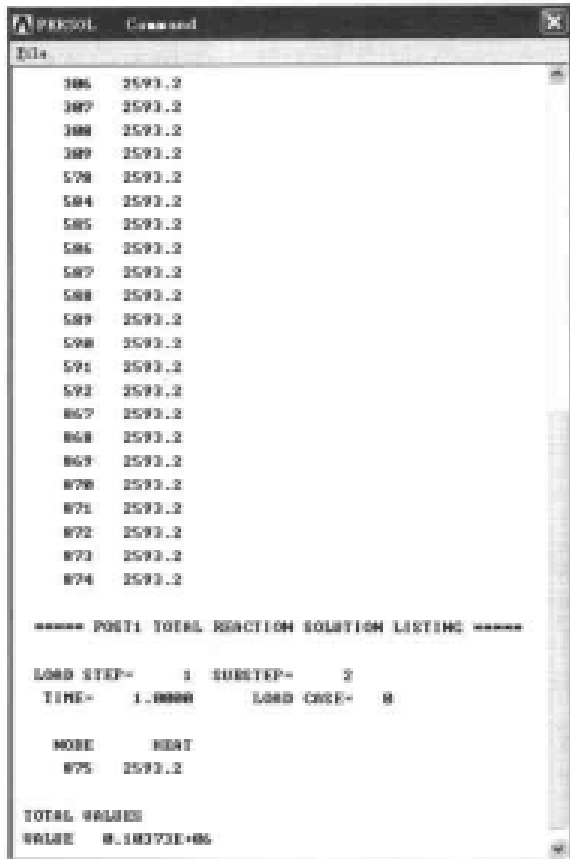 PRRSOL Command
File
306 2593.2
307 2593.2
308 2593.2
309 2593.2
570 2593.2
584 2593.2
585 2593.2
586 2593.2
587 2593.2
588 2593.2
589 2593.2
590 2593.2
591 2593.2
592 2593.2
867 2593.2
868 2593.2
869 2593.2
870 2593.2
871 2593.2
872 2593.2
873 2593.2
874 2593.2
***** POST1 TOTAL REACTION SOLUTION LISTING *****
LOAD STEP= 1 SUBSTEP= 2
TIME= 1.0000 LOAD CASE= 0
NODE HEAT
875 2593.2
TOTAL VALUES
VALUE 0.10373E+06